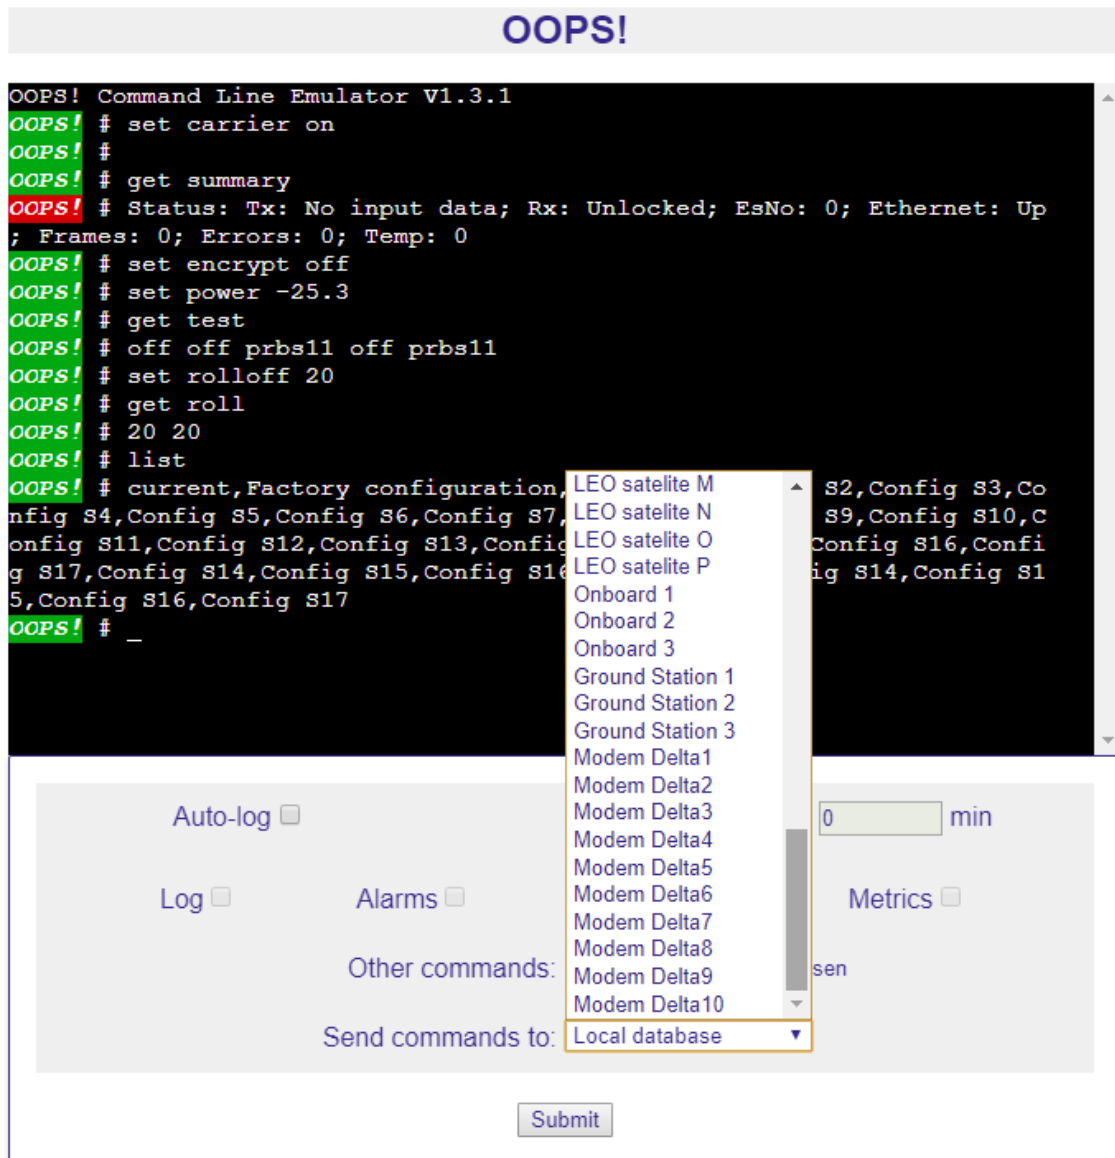 OOPS!
OOPS! Command Line Emulator V1.3.1
OOPS! # set carrier on
OOPS! #
OOPS! # get summary
OOPS! # Status: Tx: No input data; Rx: Unlocked; EsNo: 0; Ethernet: Up
; Frames: 0; Errors: 0; Temp: 0
OOPS! # set encrypt off
OOPS! # set power -25.3
OOPS! # get test
OOPS! # off off prbs11 off prbs11
OOPS! # set rolloff 20
OOPS! # get roll
OOPS! # 20 20
OOPS! # list
OOPS! # current,Factory configuration, S2,Config S3,Co
nfig S4,Config S5,Config S6,Config S7, S9,Config S10,C
onfig S11,Config S12,Config S13,Config Config S16,Confi
g S17,Config S14,Config S15,Config S16 ig S14,Config S1
5,Config S16,Config S17
OOPS! # _
LEO satelite M
LEO satelite N
LEO satelite O
LEO satelite P
Onboard 1
Onboard 2
Onboard 3
Ground Station 1
Ground Station 2
Ground Station 3
Modem Delta1
Modem Delta2
Modem Delta3
Modem Delta4
Modem Delta5
Modem Delta6
Modem Delta7
Modem Delta8
Modem Delta9
Modem Delta10
Auto-log 0 min
Log Alarms Metrics
Other commands: sen
Send commands to: Local database
Submit